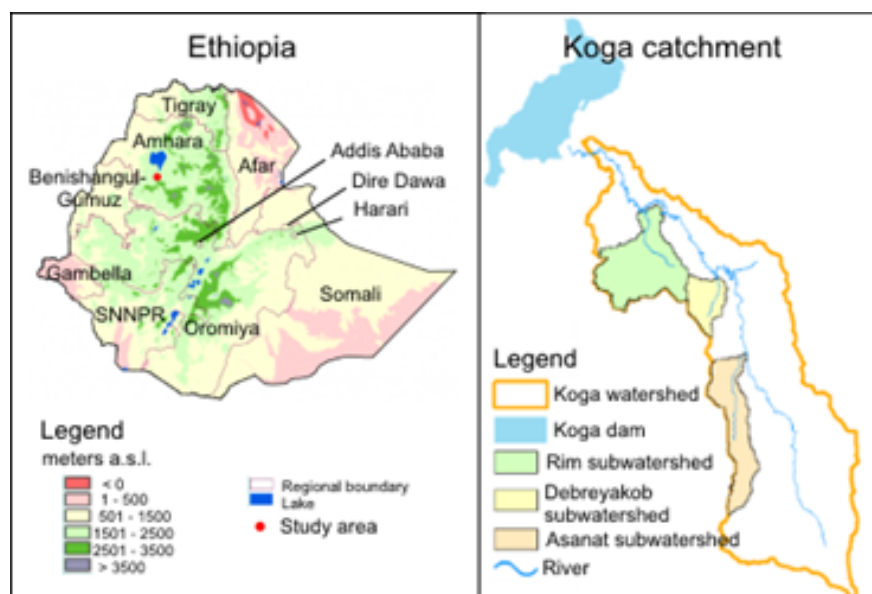 Ethiopia
Tigray
Amhara
Afar
Addis Ababa
Benishangul-
Gumuz
Dire Dawa
Harari
Gambella
Somali
SNNPR
Oromiya
Legend
meters a.s.l.
< 0
1 - 500
501 - 1500
1501 - 2500
2501 - 3500
> 3500
Regional boundary
Lake
Study area
Koga catchment
Legend
Koga watershed
Koga dam
Rim subwatershed
Debreyakob
subwatershed
Asanat subwatershed
River